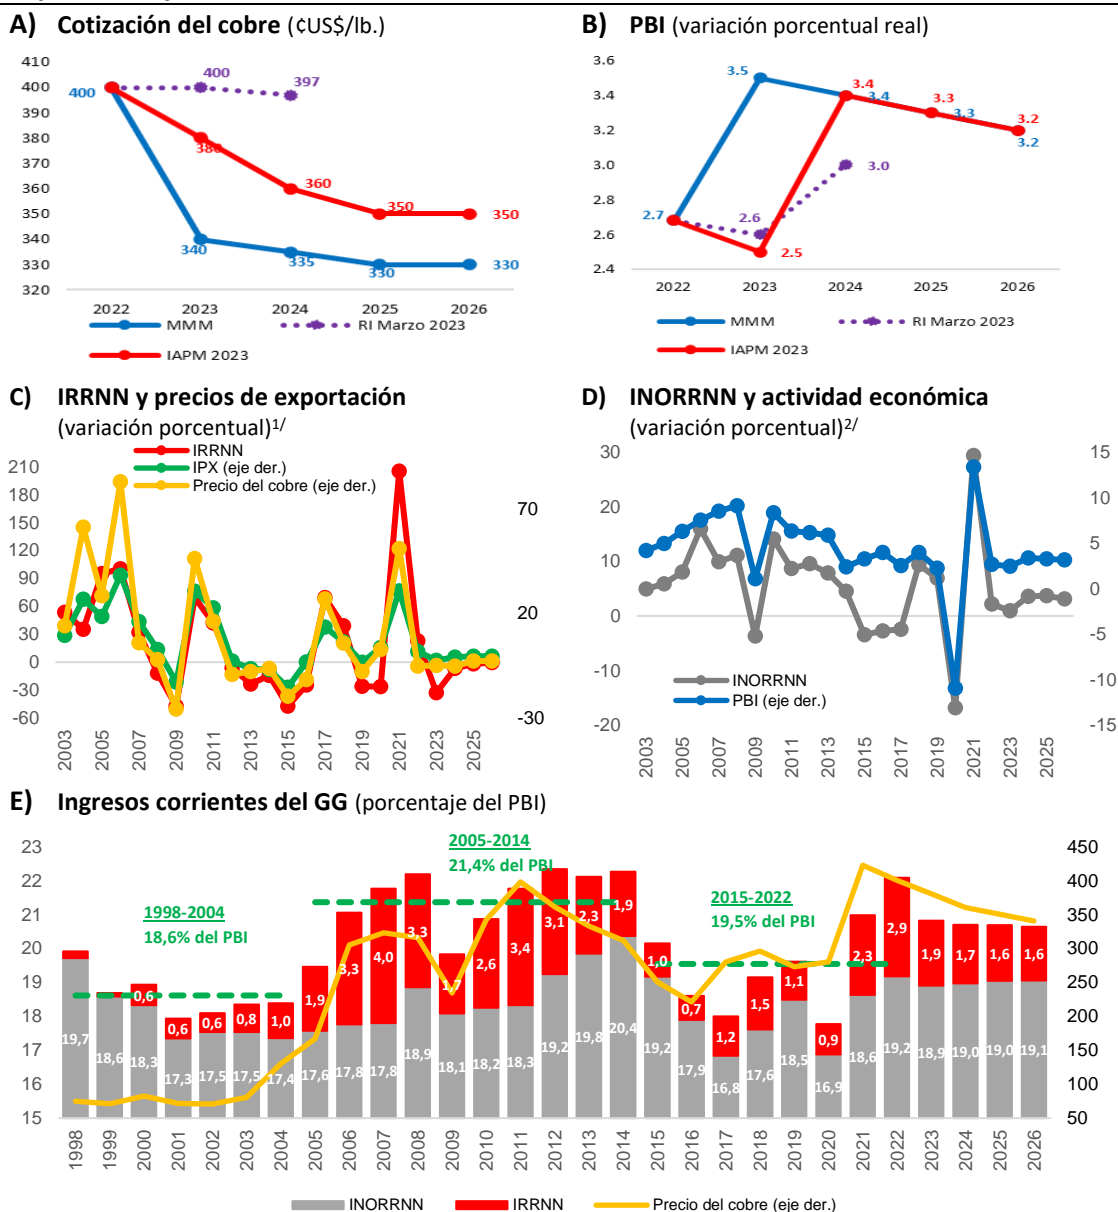 A) Cotización del cobre (¢US$/lb.)
410
400
390
380
370
360
350
340
330
320
400
400
397
380
360
350
350
340
335
330
330
2022 2023 2024 2025 2026
MMM
RI Marzo 2023
IAPM 2023
B) PBI (variación porcentual real)
3.6
3.4
3.2
3.0
2.8
2.6
2.4
3.5
3.4
3.4
3.3
3.3
3.2
3.2
3.0
2.7
2.6
2.5
2022 2023 2024 2025 2026
MMM
RI Marzo 2023
IAPM 2023
C) IRRNN y precios de exportación
(variación porcentual)1/
IRRNN
IPX (eje der.)
Precio del cobre (eje der.)
210
180
150
120
90
60
30
0
-30
-60
70
20
-30
2003 2005 2007 2009 2011 2013 2015 2017 2019 2021 2023 2025
D) INORRNN y actividad económica
(variación porcentual)2/
30
20
10
0
-10
-20
15
10
5
0
-5
-10
-15
INORRNN
PBI (eje der.)
2003 2005 2007 2009 2011 2013 2015 2017 2019 2021 2023 2025
E) Ingresos corrientes del GG (porcentaje del PBI)
23
22
21
20
19
18
17
16
15
450
400
350
300
250
200
150
100
50
1998-2004
18,6% del PBI
2005-2014
21,4% del PBI
2015-2022
19,5% del PBI
0,6 0,6 0,6 0,8 1,0 1,9 3,3 4,0 3,3 1,7 2,6 3,4 3,1 2,3 1,9 1,0 0,7 1,2 1,5 1,1 0,9 2,3 2,9 1,9 1,7 1,6 1,6
19,7 18,6 18,3 17,3 17,5 17,5 17,4 17,6 17,8 17,8 18,9 18,1 18,2 18,3 19,2 19,8 20,4 19,2 17,9 16,8 17,6 18,5 16,9 18,6 19,2 18,9 19,0 19,0 19,1
1998 1999 2000 2001 2002 2003 2004 2005 2006 2007 2008 2009 2010 2011 2012 2013 2014 2015 2016 2017 2018 2019 2020 2021 2022 2023 2024 2025 2026
INORRNN
IRRNN
Precio del cobre (eje der.)